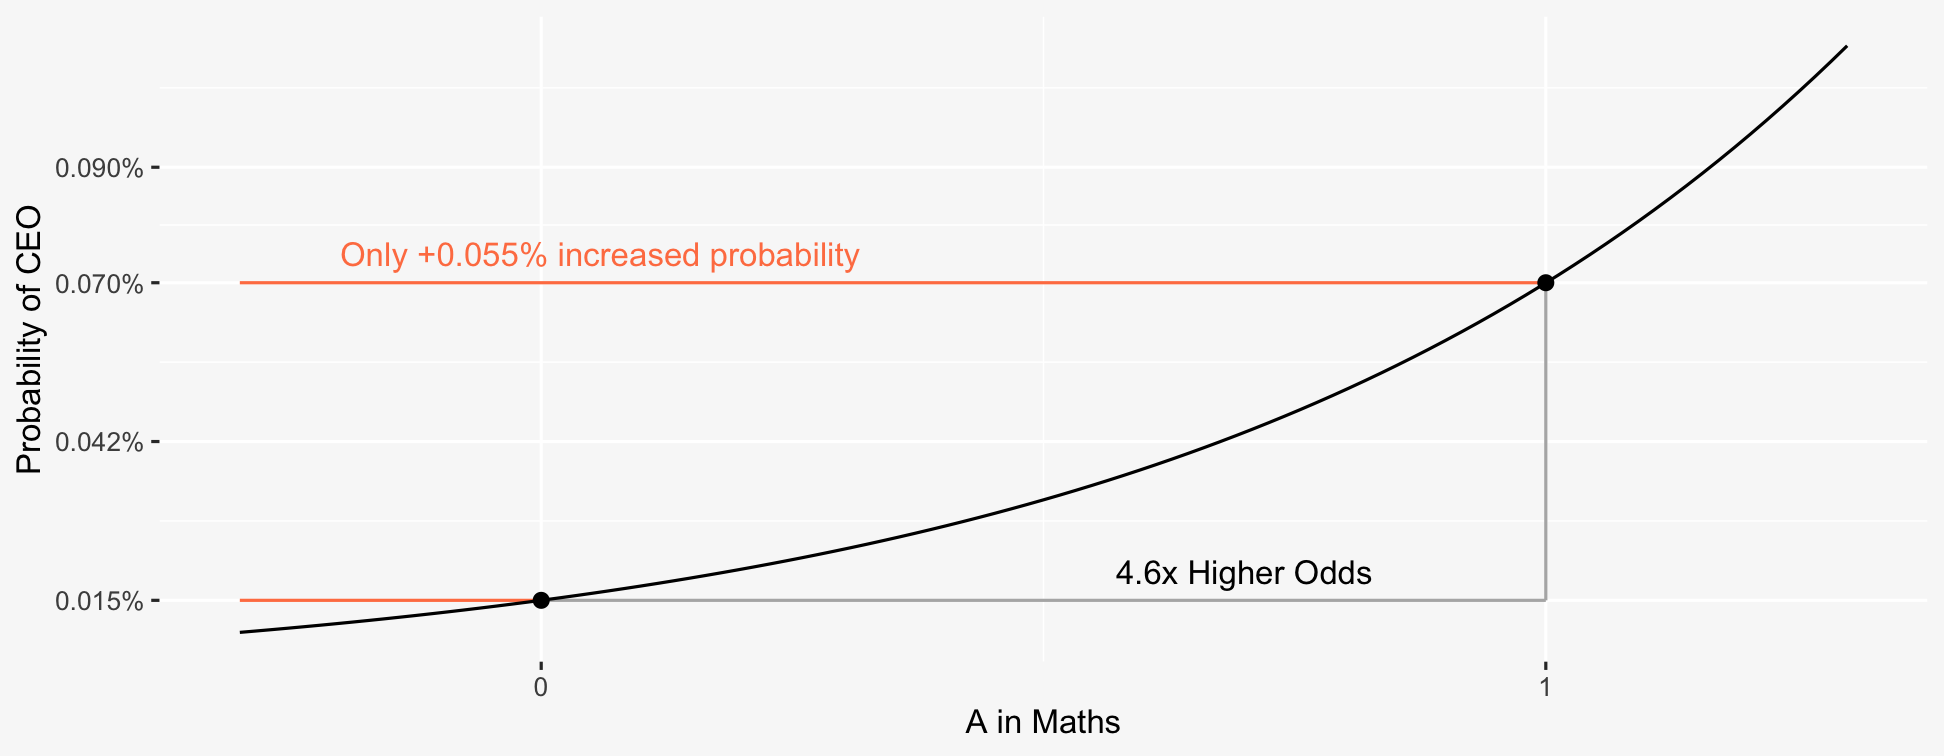 Probability of CEO
0.090%
0.070%
0.042%
0.015%
Only +0.055% increased probability
4.6x Higher Odds
0
1
A in Maths